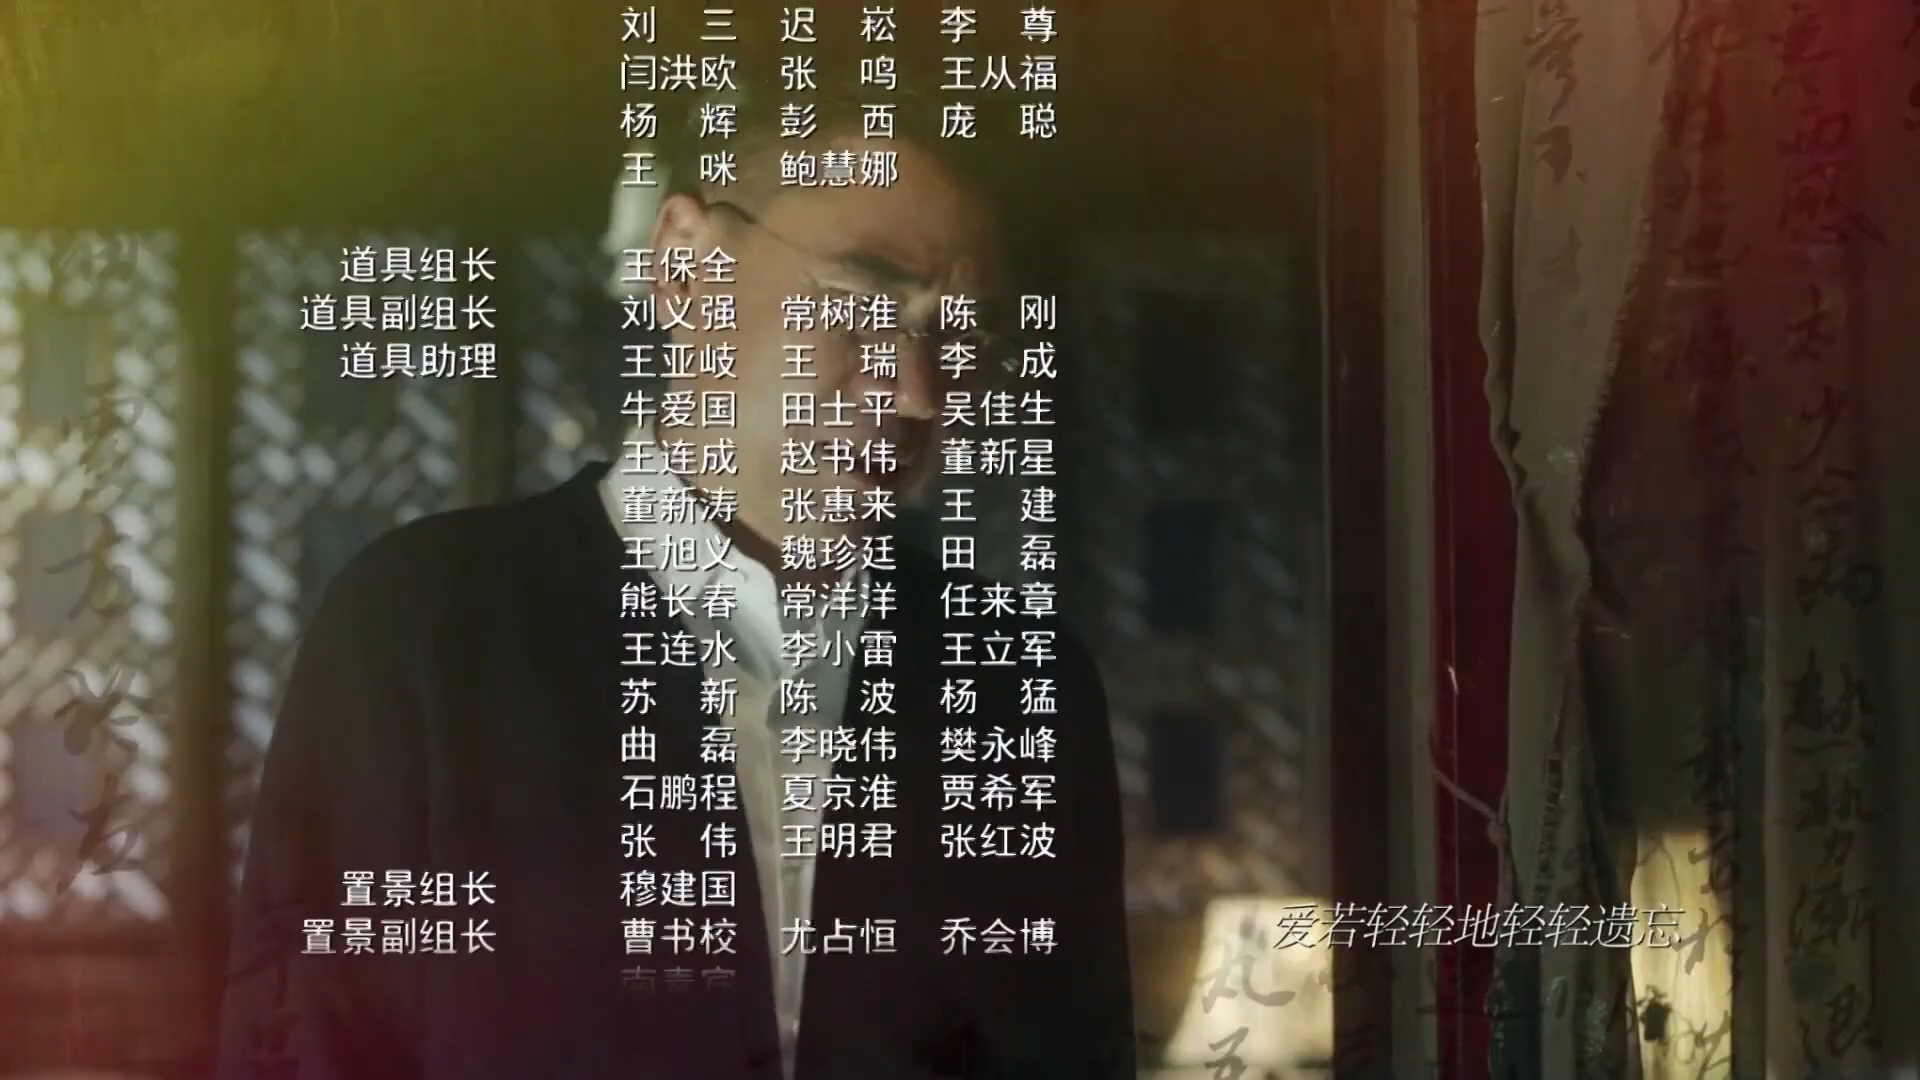 刘三 迟崧 李尊
闫洪欧 张鸣 王从福
杨辉 彭西 庞聪
王咪 鲍慧娜
道具组长 王保全
道具副组长 刘义强 常树淮 陈刚
道具助理 王亚岐 王瑞 李成
牛爱国 田士平 吴佳生
王连成 赵书伟 董新星
董新涛 张惠来 王建
王旭义 魏珍廷 田磊
熊长春 常洋洋 任来章
王连水 李小雷 王立军
苏新 陈波 杨猛
曲磊 李晓伟 樊永峰
石鹏程 夏京淮 贾希军
张伟 王明君 张红波
置景组长 穆建国
置景副组长 曹书校 尤占恒 乔会博
爱若轻轻地轻轻遗忘